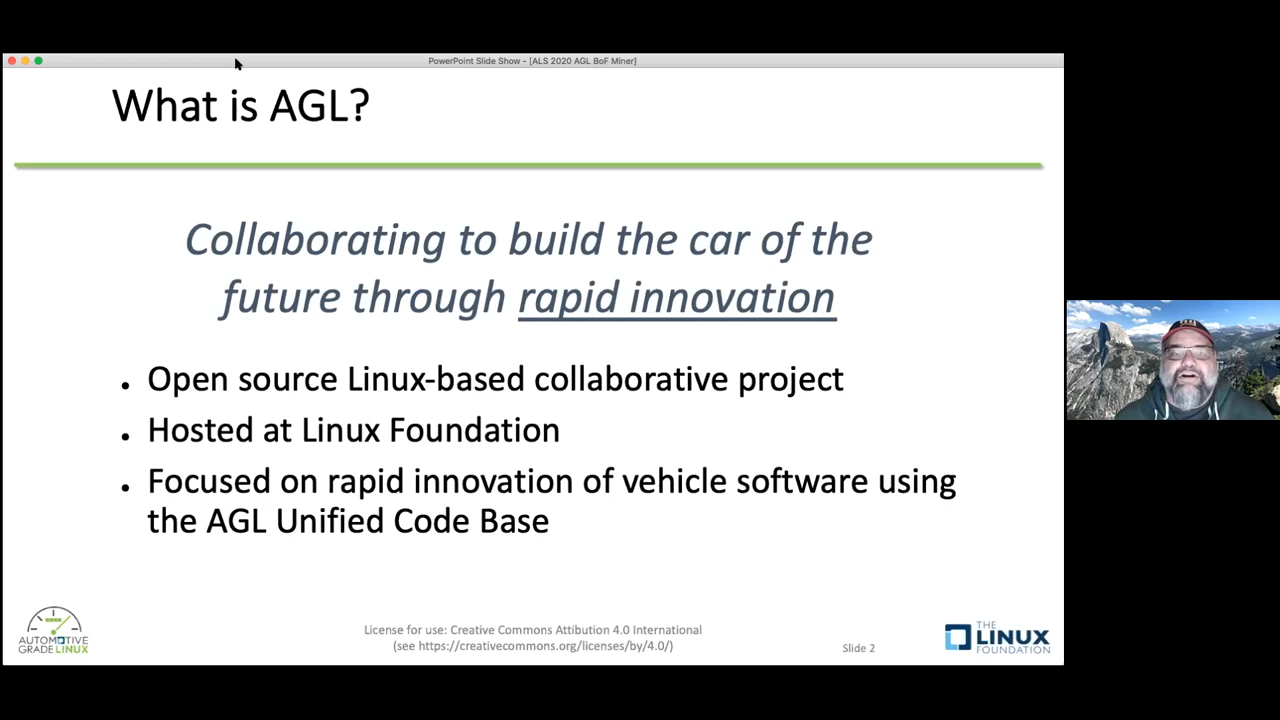 PowerPoint Slide Show - [ALS 2020 AGL BoF Miner]
What is AGL?
Collaborating to build the car of the
future through rapid innovation
• Open source Linux-based collaborative project
• Hosted at Linux Foundation
• Focused on rapid innovation of vehicle software using
the AGL Unified Code Base
AUTOMOTIVE
GRADELINUX
License for use: Creative Commons Attibution 4.0 International
(see https://creativecommons.org/licenses/by/4.0/)
Slide 2
THE
LINUX
FOUNDATION